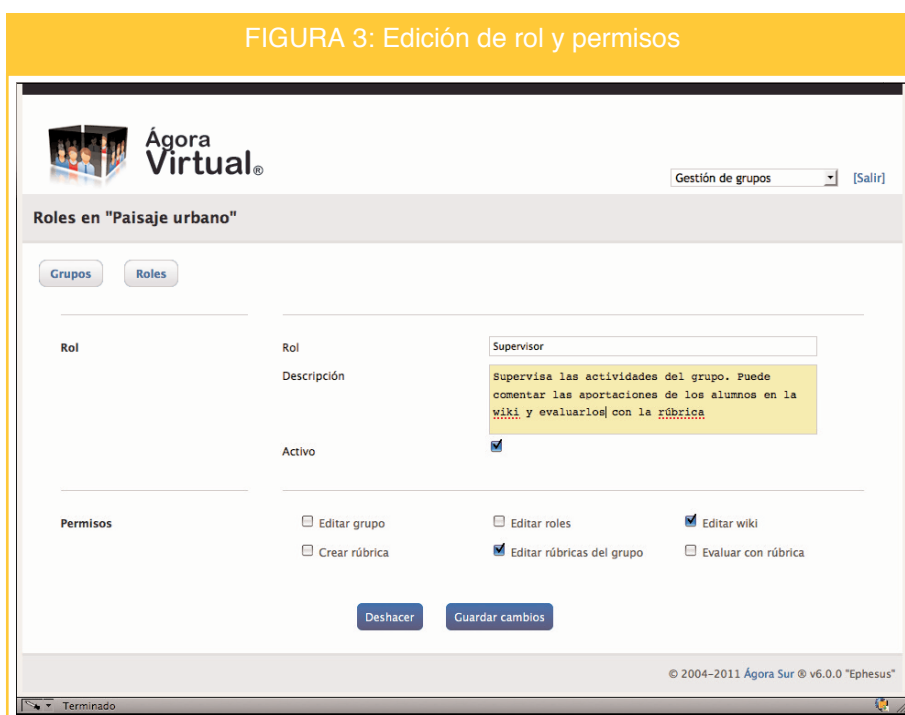 FIGURA 3: Edición de rol y permisos
Ágora
Virtual®
Gestión de grupos [Salir]
Roles en "Paisaje urbano"
Grupos Roles
Rol Rol Supervisor
Descripción Supervisa las actividades del grupo. Puede
comentar las aportaciones de los alumnos en la
wiki y evaluarlos con la rúbrica
Activo
Permisos Editar grupo Editar roles Editar wiki
Crear rúbrica Editar rúbricas del grupo Evaluar con rúbrica
Deshacer Guardar cambios
© 2004-2011 Ágora Sur ® v6.0.0 "Ephesus"
Terminado